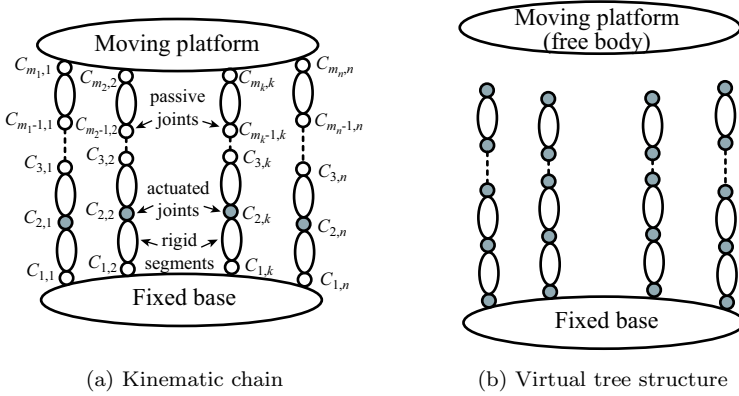 Moving platform
C_{m_1},1 C_{m_2},2 C_{m_k},k C_{m_n},n
passive
joints
C_{m_1-1},1 C_{m_2-1},2 C_{m_k-1},k C_{m_n-1},n
C_{3,1} C_{3,2} C_{3,k} C_{3,n}
actuated
joints
C_{2,1} C_{2,2} C_{2,k} C_{2,n}
rigid
segments
C_{1,1} C_{1,2} C_{1,k} C_{1,n}
Fixed base
(a) Kinematic chain
Moving platform
(free body)
Fixed base
(b) Virtual tree structure